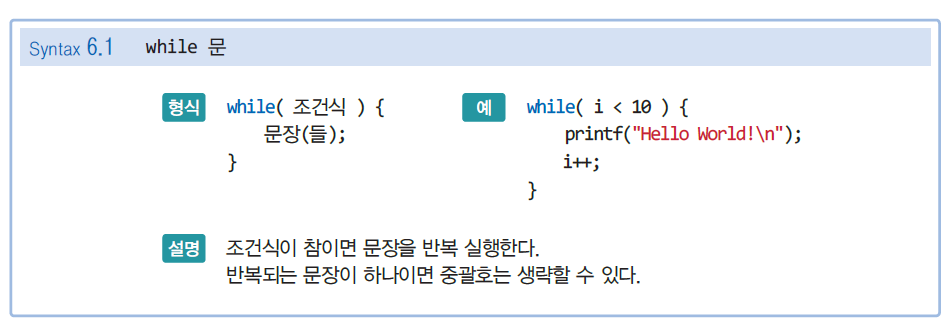 Syntax 6.1 while 문
형식 while( 조건식 ) {
문장(들);
}
예 while( i < 10 ) {
printf("Hello World!\n");
i++;
}
설명 조건식이 참이면 문장을 반복 실행한다.
반복되는 문장이 하나이면 중괄호는 생략할 수 있다.